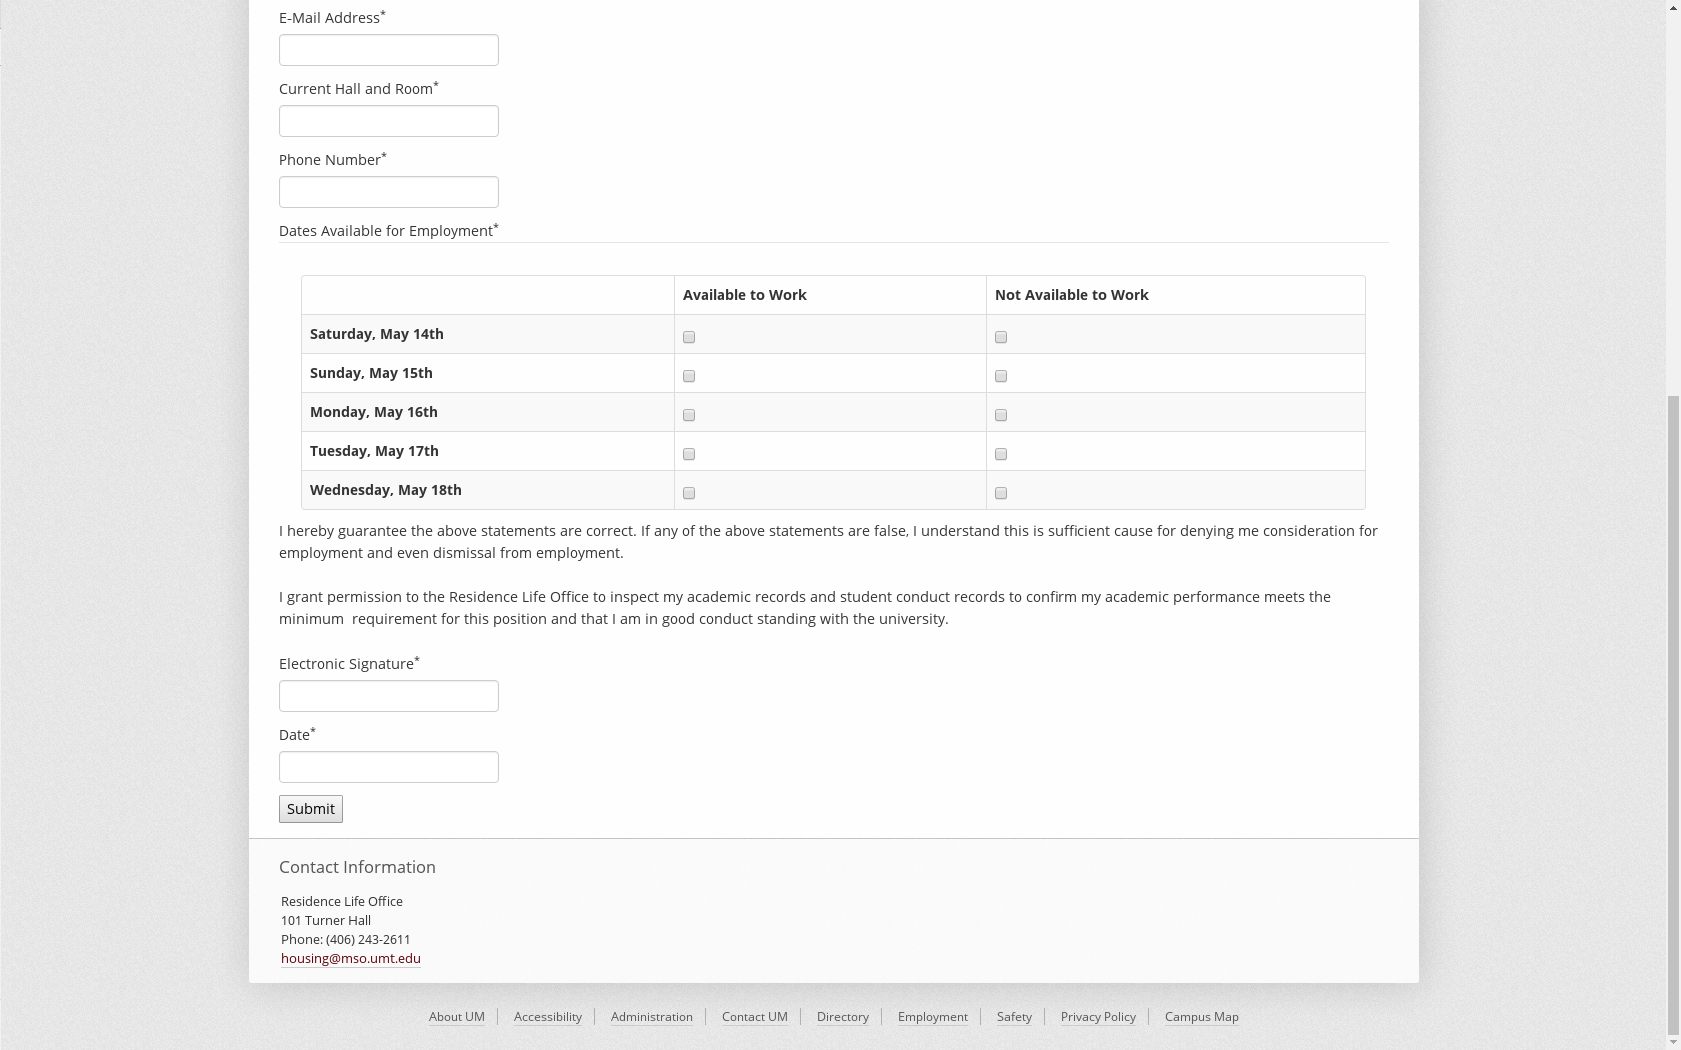 E-Mail Address*
Current Hall and Room*
Phone Number*
Dates Available for Employment*
Available to Work Not Available to Work
Saturday, May 14th
Sunday, May 15th
Monday, May 16th
Tuesday, May 17th
Wednesday, May 18th
I hereby guarantee the above statements are correct. If any of the above statements are false, I understand this is sufficient cause for denying me consideration for
employment and even dismissal from employment.
I grant permission to the Residence Life Office to inspect my academic records and student conduct records to confirm my academic performance meets the
minimum  requirement for this position and that I am in good conduct standing with the university.
Electronic Signature*
Date*
Submit
Contact Information
Residence Life Office
101 Turner Hall
Phone: (406) 243-2611
housing@mso.umt.edu
About UM Accessibility Administration Contact UM Directory Employment Safety Privacy Policy Campus Map